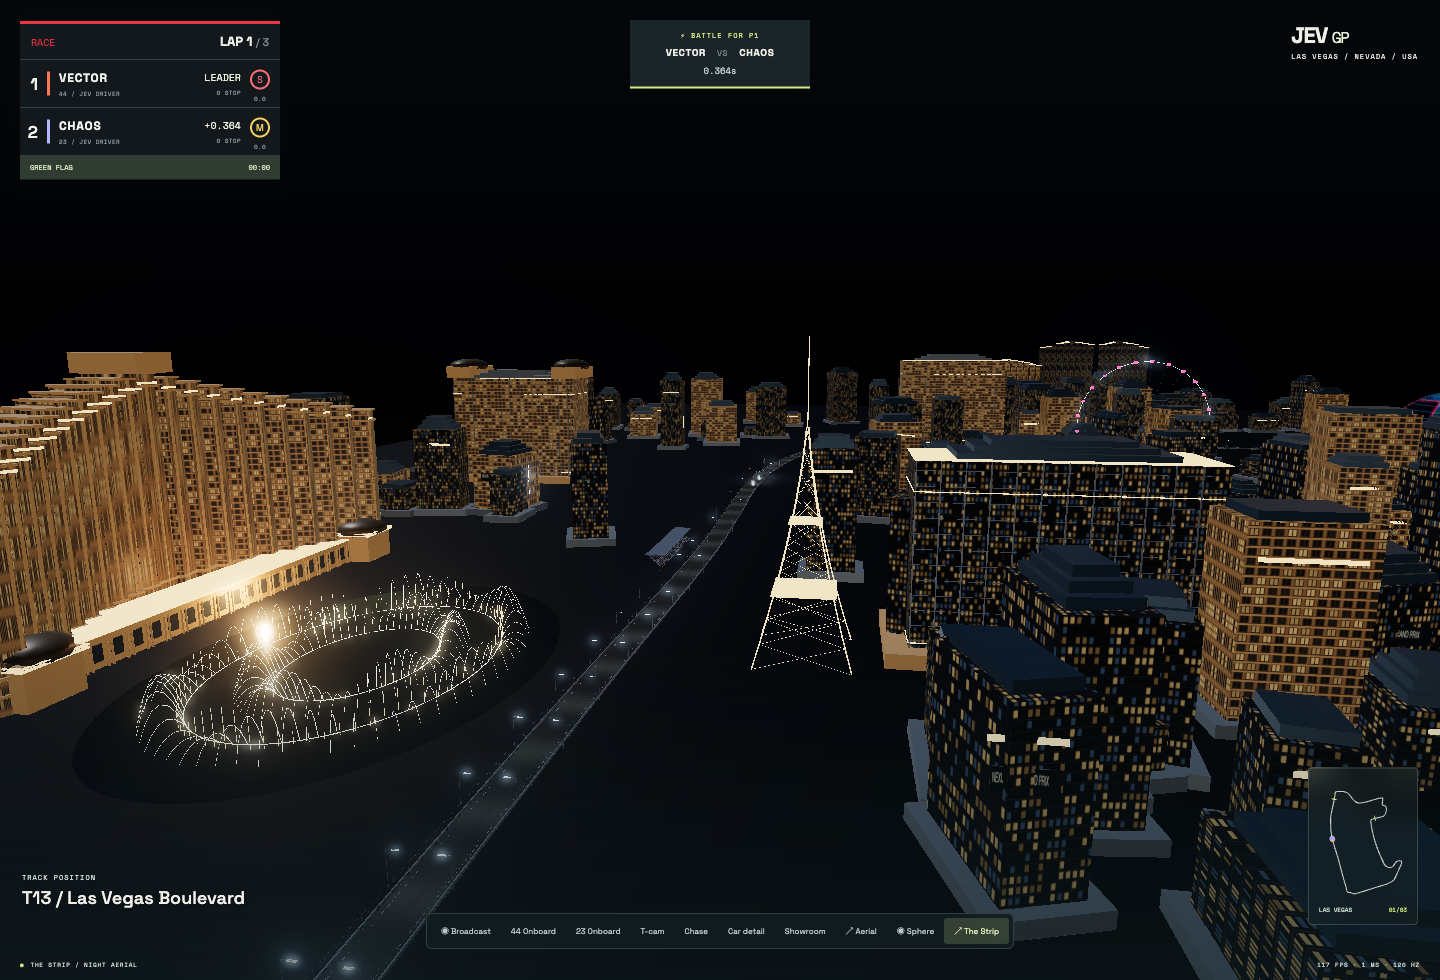 RACE
LAP 1 / 3
1 VECTOR LEADER S
44 / JEV DRIVER 0 STOP 0.0
2 CHAOS +0.364 M
23 / JEV DRIVER 0 STOP 0.0
GREEN FLAG 00:00
⚡ BATTLE FOR P1
VECTOR VS CHAOS
0.364s
JEV GP
LAS VEGAS / NEVADA / USA
D PRIX
TRACK POSITION
T13 / Las Vegas Boulevard
LAS VEGAS 01/03
◉ Broadcast 44 Onboard 23 Onboard T-cam Chase Car detail Showroom ↗ Aerial ◉ Sphere ↗ The Strip
THE STRIP / NIGHT AERIAL
117 FPS · 1 MS · 120 HZ